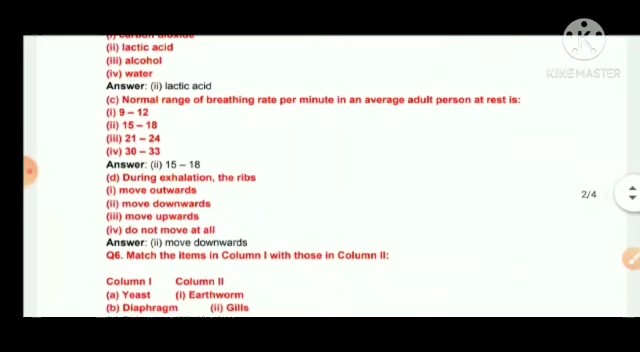 (i) carbon dioxide
(ii) lactic acid
(iii) alcohol
(iv) water
Answer: (ii) lactic acid
(c) Normal range of breathing rate per minute in an average adult person at rest is:
(i) 9 – 12
(ii) 15 – 18
(iii) 21 – 24
(iv) 30 – 33
Answer: (ii) 15 – 18
(d) During exhalation, the ribs
(i) move outwards
(ii) move downwards
(iii) move upwards
(iv) do not move at all
Answer: (ii) move downwards
Q6. Match the items in Column I with those in Column II:
Column I Column II
(a) Yeast (i) Earthworm
(b) Diaphragm (ii) Gills
2/4
KINEMASTER